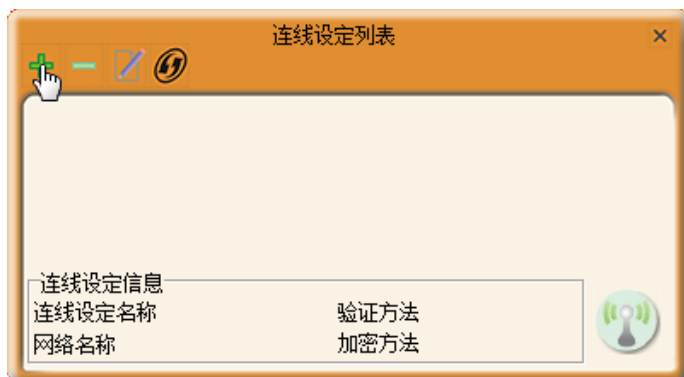 连线设定列表
连线设定信息
连线设定名称 验证方法
网络名称 加密方法